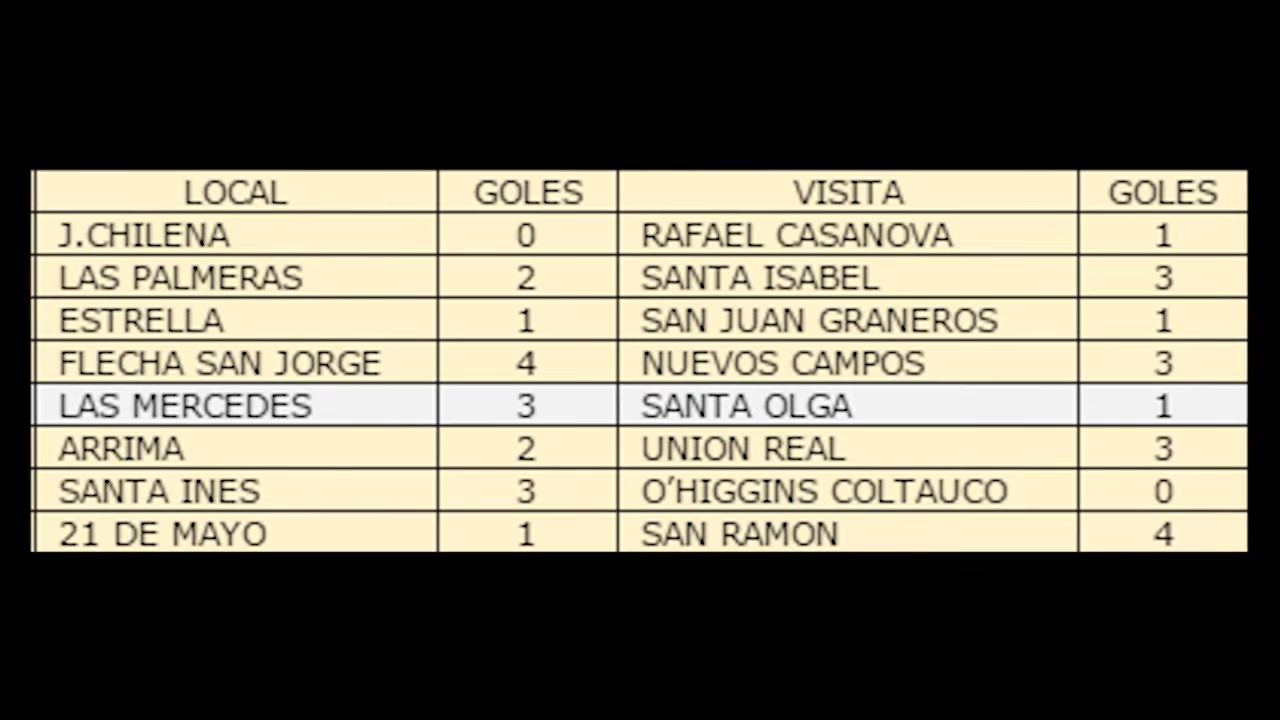 LOCAL GOLES VISITA GOLES
J.CHILENA 0 RAFAEL CASANOVA 1
LAS PALMERAS 2 SANTA ISABEL 3
ESTRELLA 1 SAN JUAN GRANEROS 1
FLECHA SAN JORGE 4 NUEVOS CAMPOS 3
LAS MERCEDES 3 SANTA OLGA 1
ARRIMA 2 UNION REAL 3
SANTA INES 3 O’HIGGINS COLTAUCO 0
21 DE MAYO 1 SAN RAMON 4